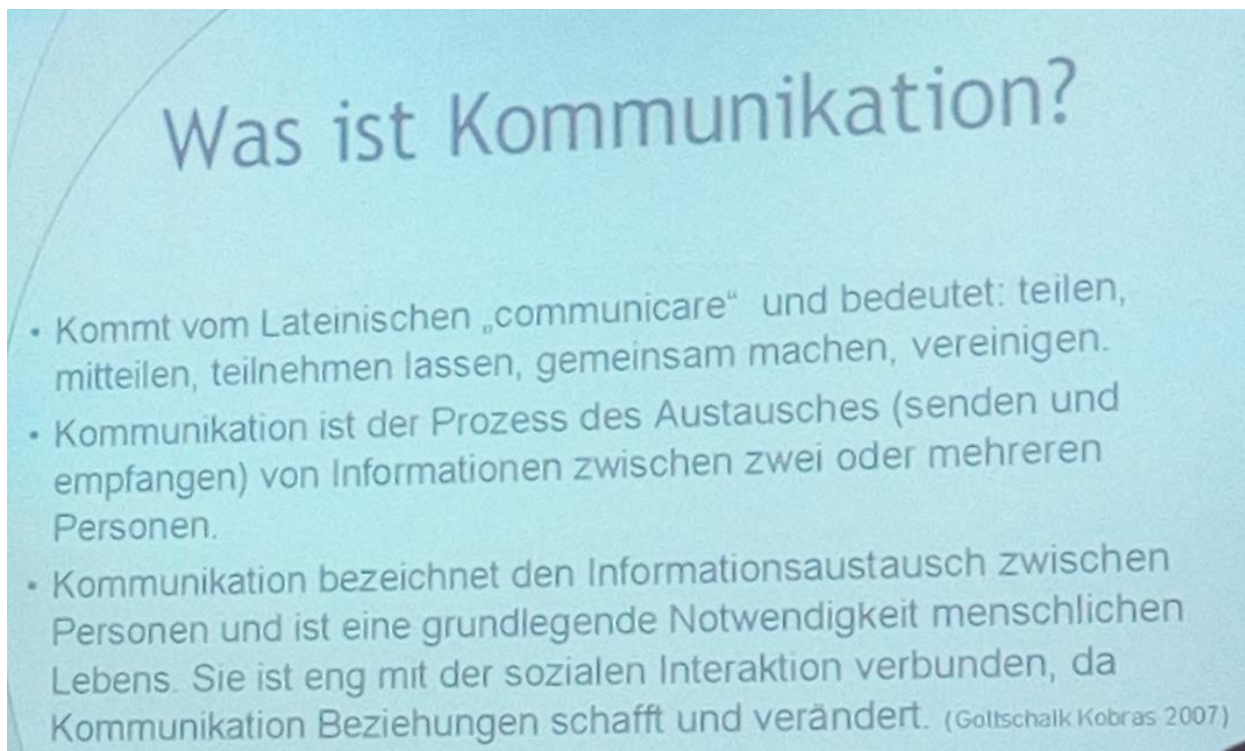 Was ist Kommunikation?
• Kommt vom Lateinischen „communicare“ und bedeutet: teilen,
mitteilen, teilnehmen lassen, gemeinsam machen, vereinigen.
• Kommunikation ist der Prozess des Austausches (senden und
empfangen) von Informationen zwischen zwei oder mehreren
Personen.
• Kommunikation bezeichnet den Informationsaustausch zwischen
Personen und ist eine grundlegende Notwendigkeit menschlichen
Lebens. Sie ist eng mit der sozialen Interaktion verbunden, da
Kommunikation Beziehungen schafft und verändert. (Gottschalk Kobras 2007)